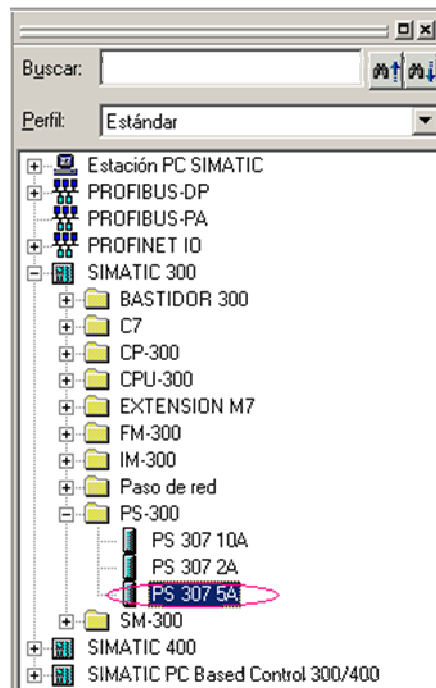 Buscar:
Perfil: Estándar
Estación PC SIMATIC
PROFIBUS-DP
PROFIBUS-PA
PROFINET IO
SIMATIC 300
BASTIDOR 300
C7
CP-300
CPU-300
EXTENSION M7
FM-300
IM-300
Paso de red
PS-300
PS 307 10A
PS 307 2A
PS 307 5A
SM-300
SIMATIC 400
SIMATIC PC Based Control 300/400